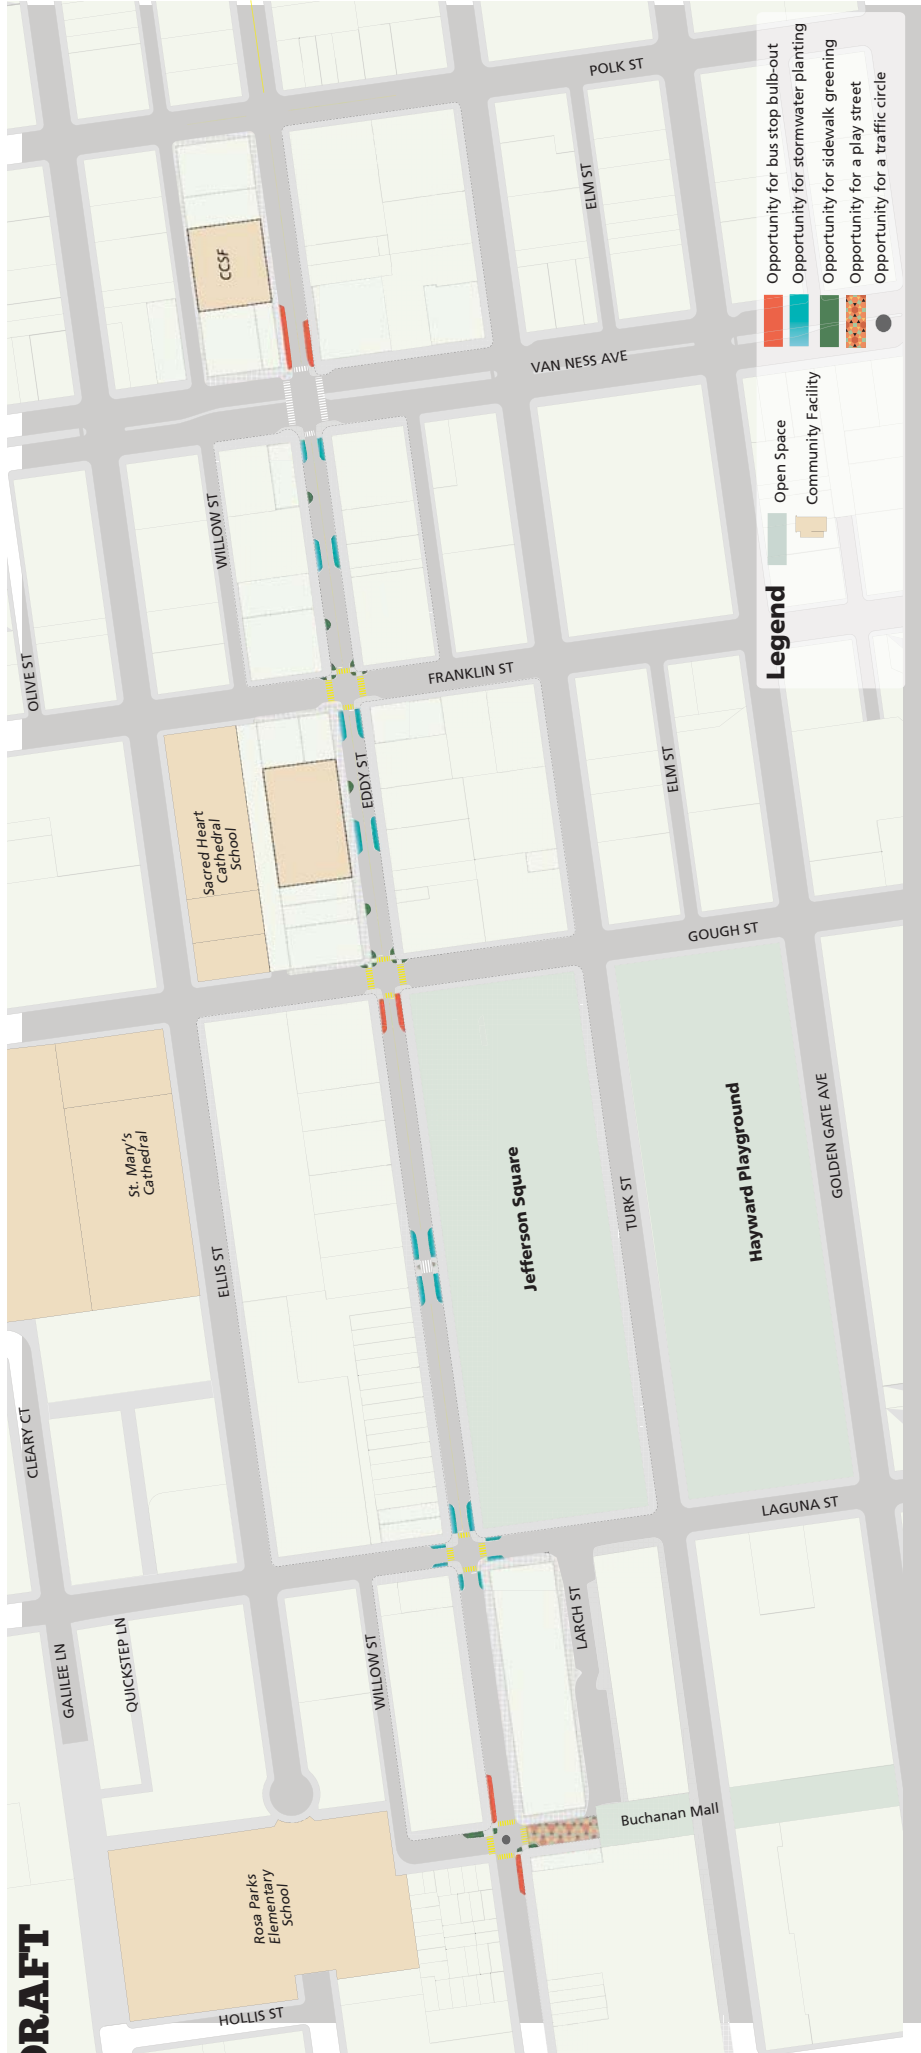 DRAFT
HOLLIS ST
Rosa Parks
Elementary
School
Buchanan Mall
GALILEE LN
QUICKSTEP LN
WILLOW ST
LARCH ST
LAGUNA ST
CLEARY CT
ELLIS ST
St. Mary's
Cathedral
Jefferson Square
TURK ST
Hayward Playground
GOLDEN GATE AVE
GOUGH ST
Sacred Heart
Cathedral
School
EDDY ST
ELM ST
FRANKLIN ST
OLIVE ST
WILLOW ST
VAN NESS AVE
CCSF
ELM ST
POLK ST
Legend
Open Space
Community Facility
Opportunity for bus stop bulb-out
Opportunity for stormwater planting
Opportunity for sidewalk greening
Opportunity for a play street
Opportunity for a traffic circle